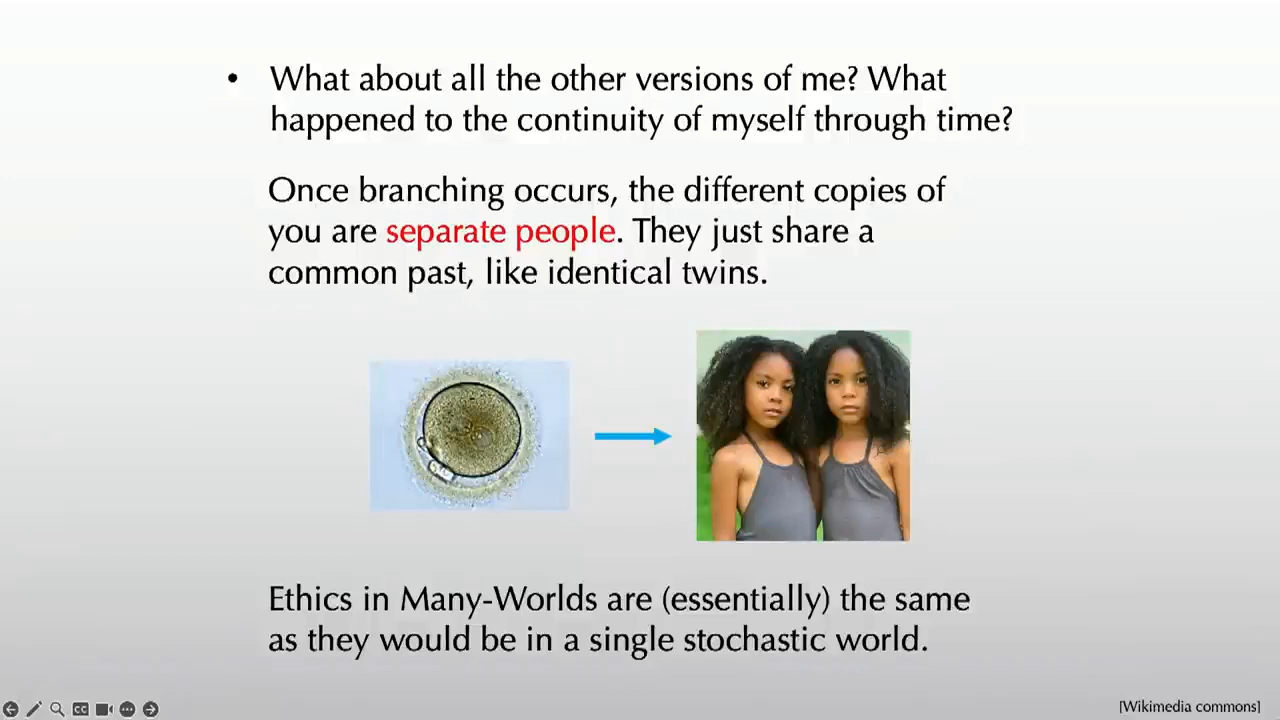 • What about all the other versions of me? What
happened to the continuity of myself through time?
Once branching occurs, the different copies of
you are separate people. They just share a
common past, like identical twins.
Ethics in Many-Worlds are (essentially) the same
as they would be in a single stochastic world.
CC
[Wikimedia commons]